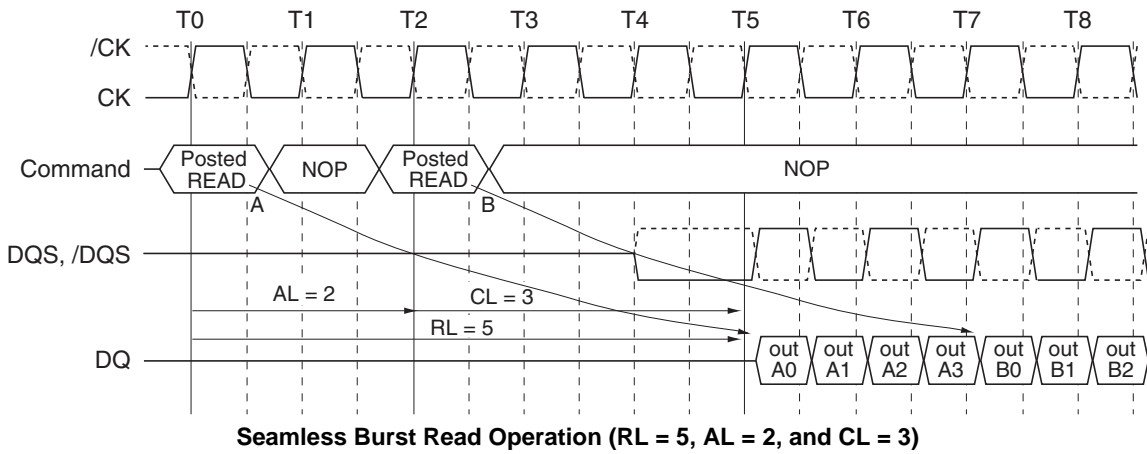 T0 T1 T2 T3 T4 T5 T6 T7 T8
/CK
CK
Command
Posted
READ
A
NOP
Posted
READ
B
NOP
DQS, /DQS
AL = 2
CL = 3
RL = 5
DQ
out
A0
out
A1
out
A2
out
A3
out
B0
out
B1
out
B2
Seamless Burst Read Operation (RL = 5, AL = 2, and CL = 3)